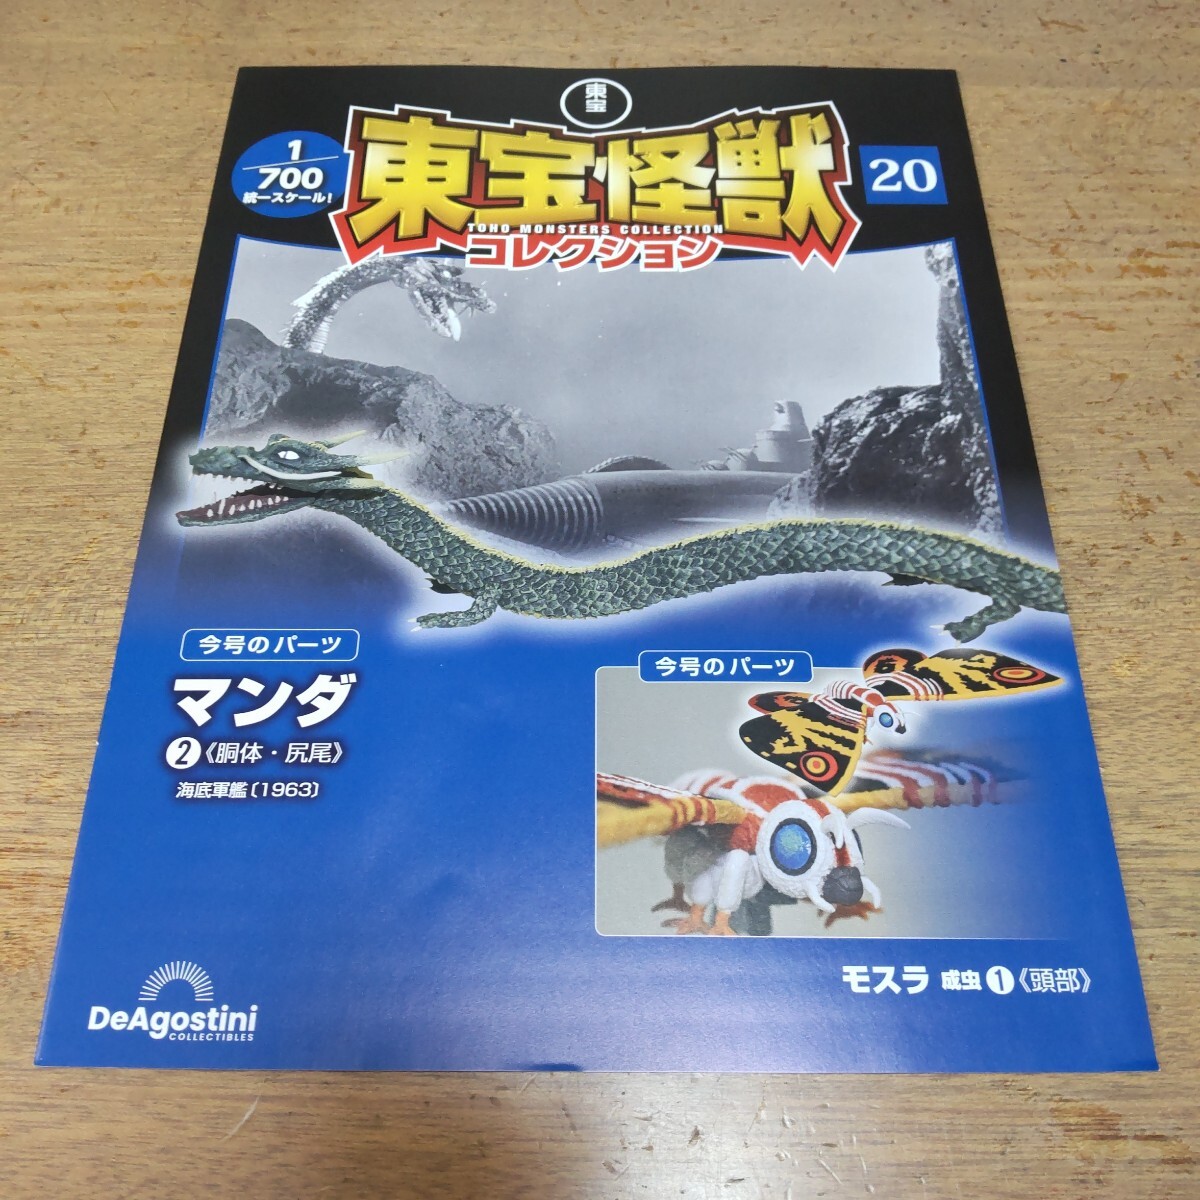 東宝
1/700
統一スケール!
東宝怪獣
TOHO MONSTERS COLLECTION
コレクション
20
今号のパーツ
マンダ
2《胴体・尻尾》
海底軍艦〔1963〕
今号のパーツ
モスラ 成虫 1《頭部》
DeAgostini
COLLECTIBLES